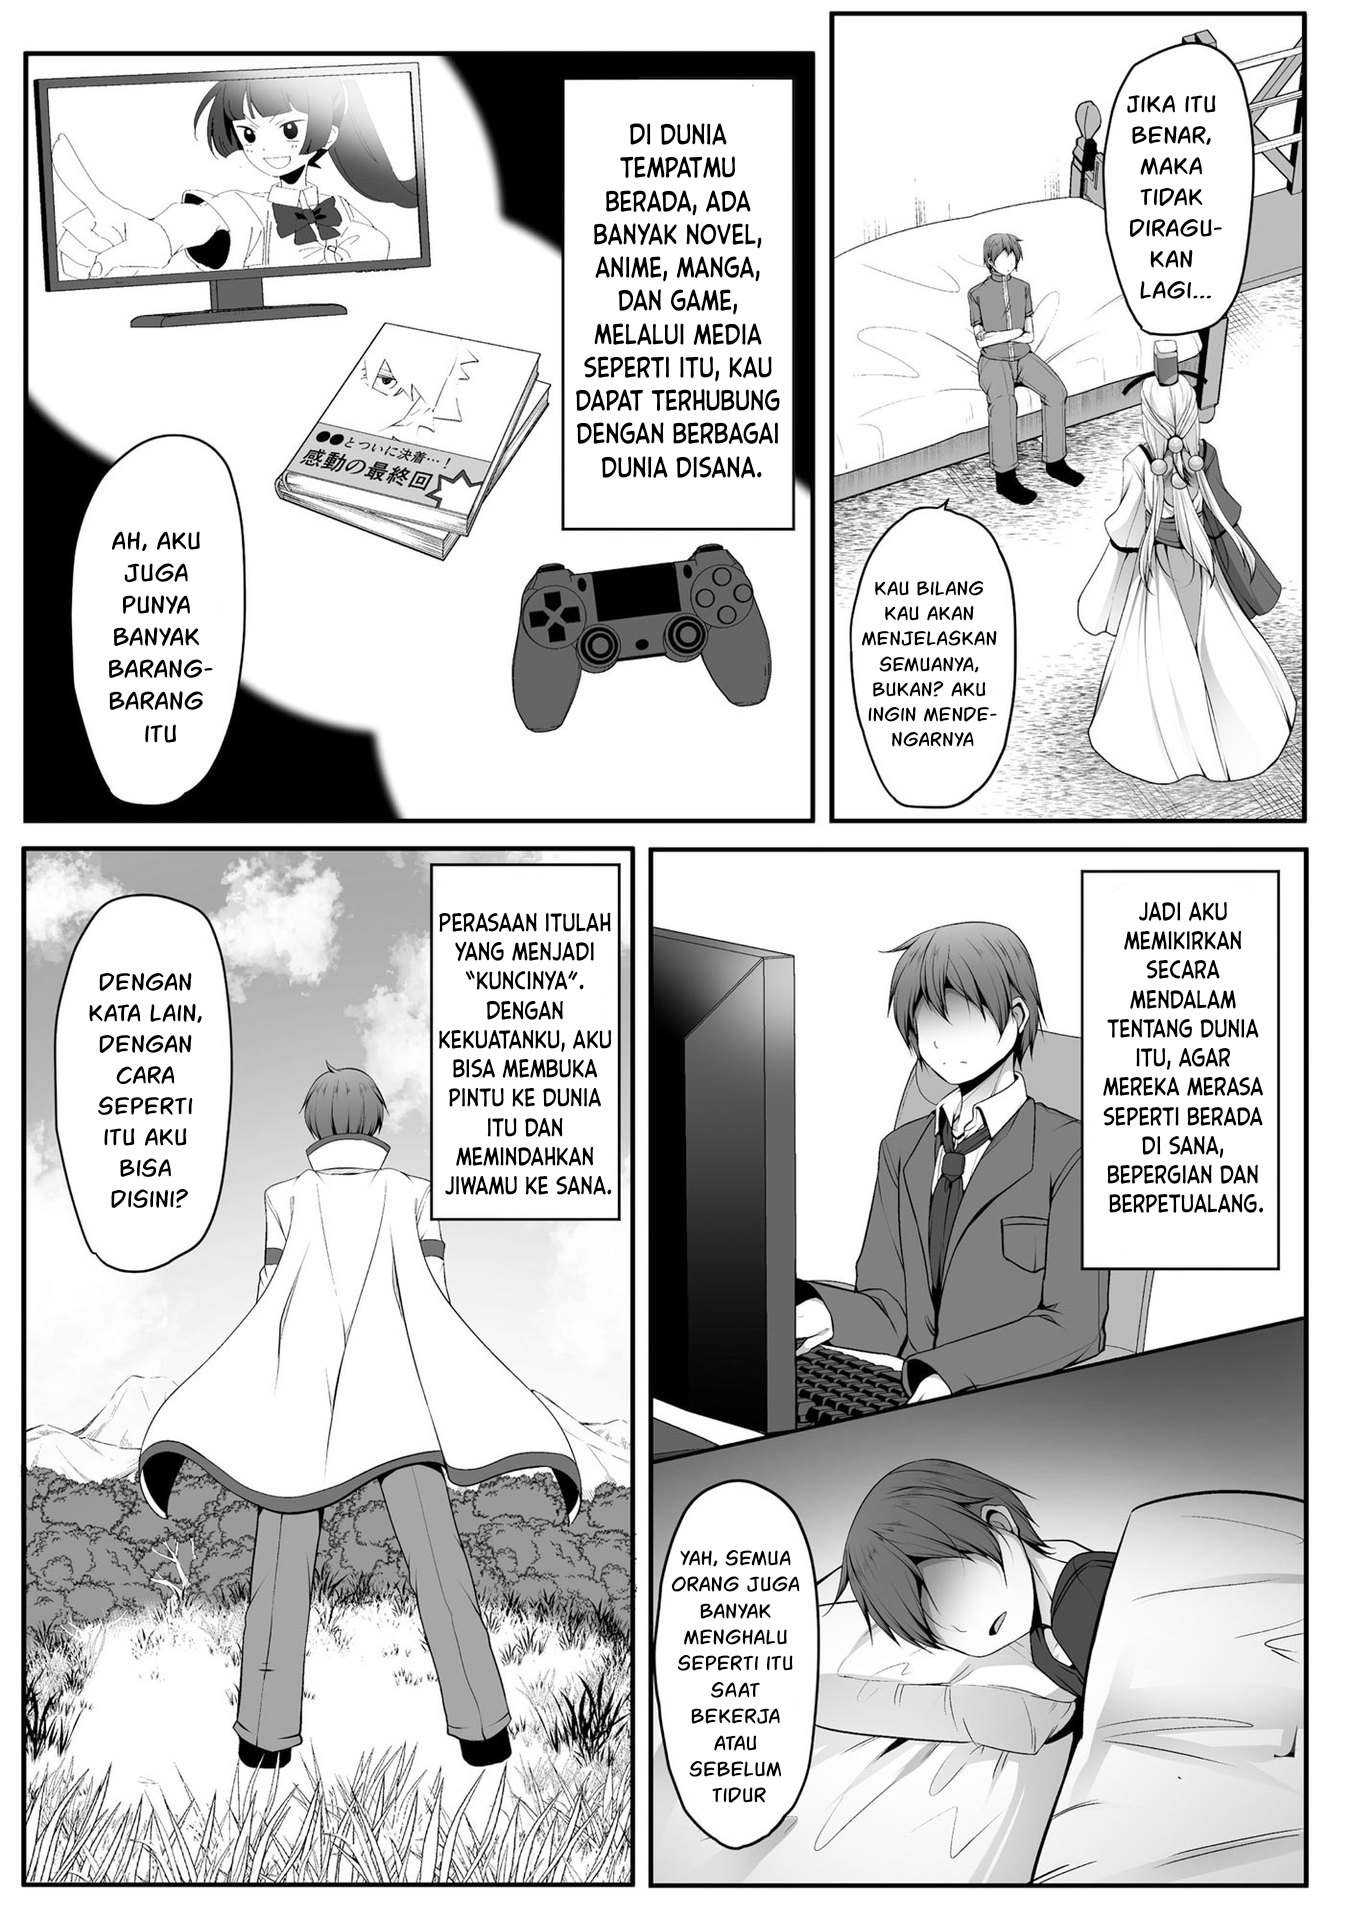 JIKA ITU
BENAR,
MAKA
TIDAK
DIRAGU-
KAN
LAGI...
KAU BILANG
KAU AKAN
MENJELASKAN
SEMUANYA,
BUKAN? AKU
INGIN MENDE-
NGARNYA
DI DUNIA
TEMPATMU
BERADA, ADA
BANYAK NOVEL,
ANIME, MANGA,
DAN GAME,
MELALUI MEDIA
SEPERTI ITU, KAU
DAPAT TERHUBUNG
DENGAN BERBAGAI
DUNIA DISANA.
●●とついに決着…!
感動の最終回
AH, AKU
JUGA
PUNYA
BANYAK
BARANG-
BARANG
ITU
JADI AKU
MEMIKIRKAN
SECARA
MENDALAM
TENTANG DUNIA
ITU, AGAR
MEREKA MERASA
SEPERTI BERADA
DI SANA,
BEPERGIAN DAN
BERPETUALANG.
YAH, SEMUA
ORANG JUGA
BANYAK
MENGHALU
SEPERTI ITU
SAAT
BEKERJA
ATAU
SEBELUM
TIDUR
PERASAAN ITULAH
YANG MENJADI
“KUNCINYA”.
DENGAN
KEKUATANKU, AKU
BISA MEMBUKA
PINTU KE DUNIA
ITU DAN
MEMINDAHKAN
JIWAMU KE SANA.
DENGAN
KATA LAIN,
DENGAN
CARA
SEPERTI
ITU AKU
BISA
DISINI?